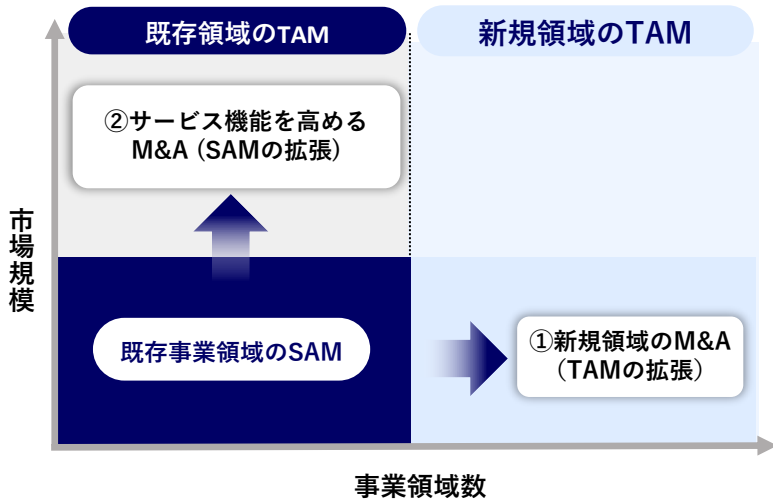 既存領域のTAM
新規領域のTAM
②サービス機能を高める
M&A（SAMの拡張）
市場規模
既存事業領域のSAM
①新規領域のM&A
（TAMの拡張）
事業領域数